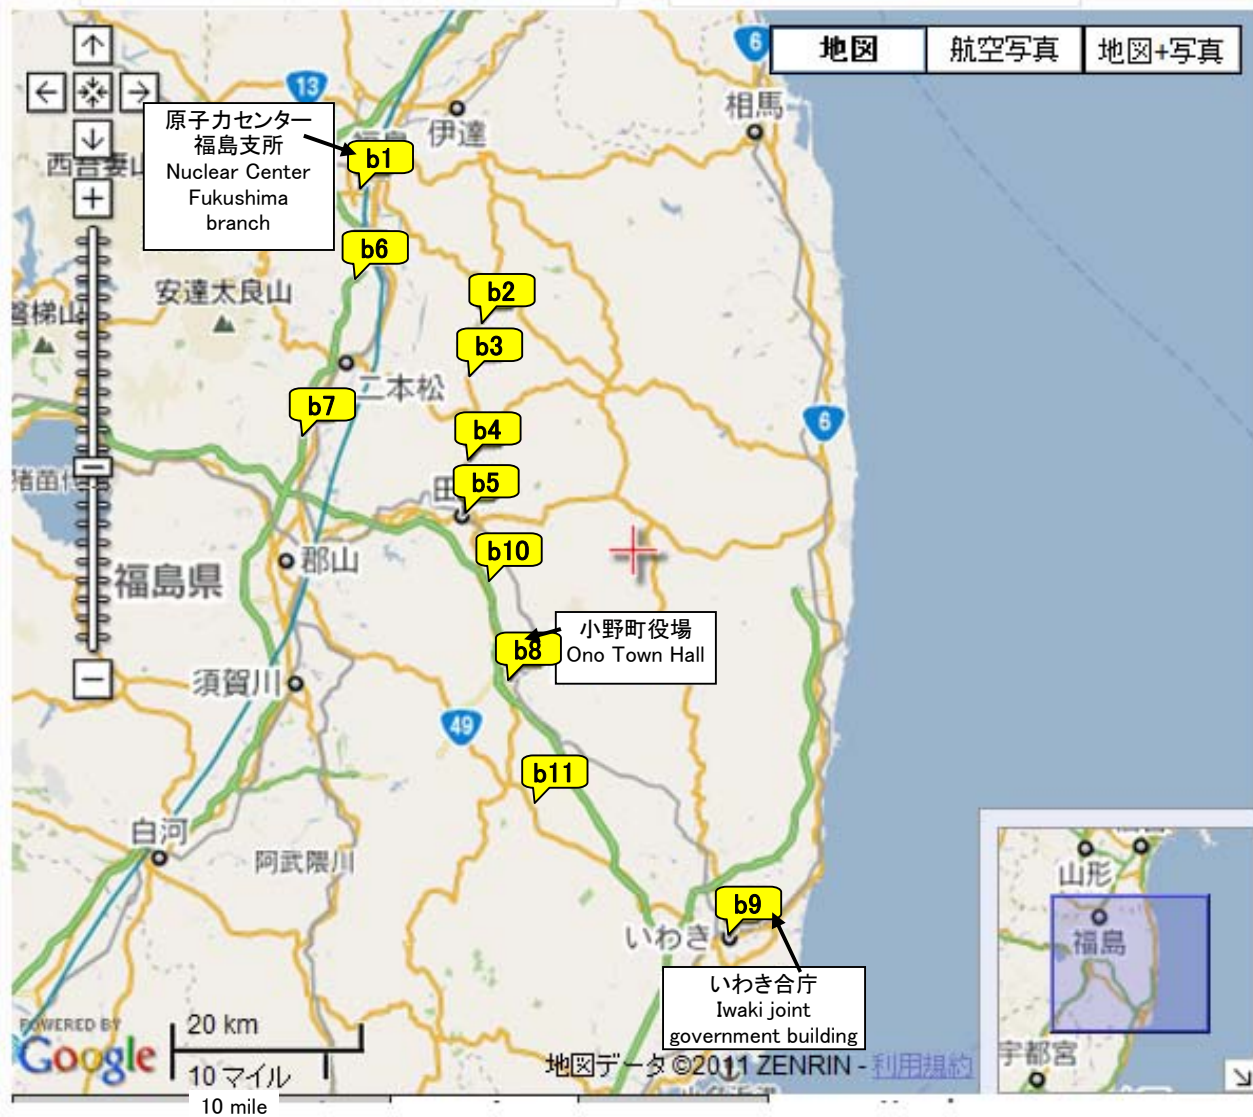 6
地図
航空写真
地図+写真
13
相馬
原子力センター
福島支所
Nuclear Center
Fukushima
branch
伊達
b1
b6
安達太良山
b2
b3
二本松
b7
b4
6
b5
b10
郡山
福島県
小野町役場
Ono Town Hall
b8
須賀川
49
b11
白河
阿武隈川
山形
b9
いわき
福島
いわき合庁
Iwaki joint
government building
POWERED BY
Google
20 km
10 マイル
10 mile
地図データ ©2011 ZENRIN - 利用規約
宇都宮